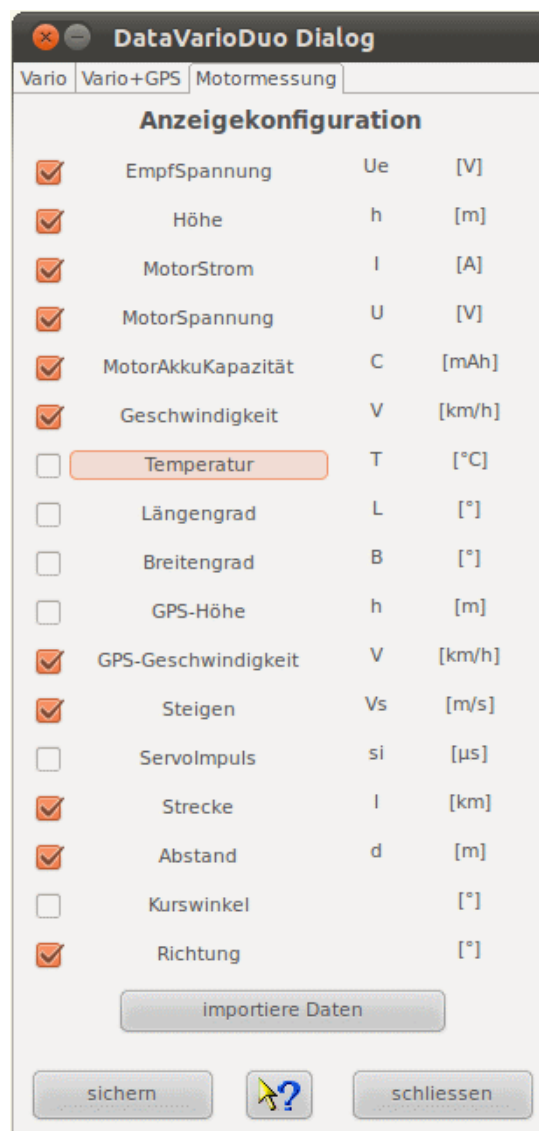 DataVarioDuo Dialog
Vario Vario+GPS Motormessung
Anzeigekonfiguration
EmpfSpannung Ue [V]
Höhe h [m]
MotorStrom I [A]
MotorSpannung U [V]
MotorAkkuKapazität C [mAh]
Geschwindigkeit V [km/h]
Temperatur T [°C]
Längengrad L [°]
Breitengrad B [°]
GPS-Höhe h [m]
GPS-Geschwindigkeit V [km/h]
Steigen Vs [m/s]
ServoImpuls si [µs]
Strecke l [km]
Abstand d [m]
Kurswinkel [°]
Richtung [°]
importiere Daten
sichern ? schliessen